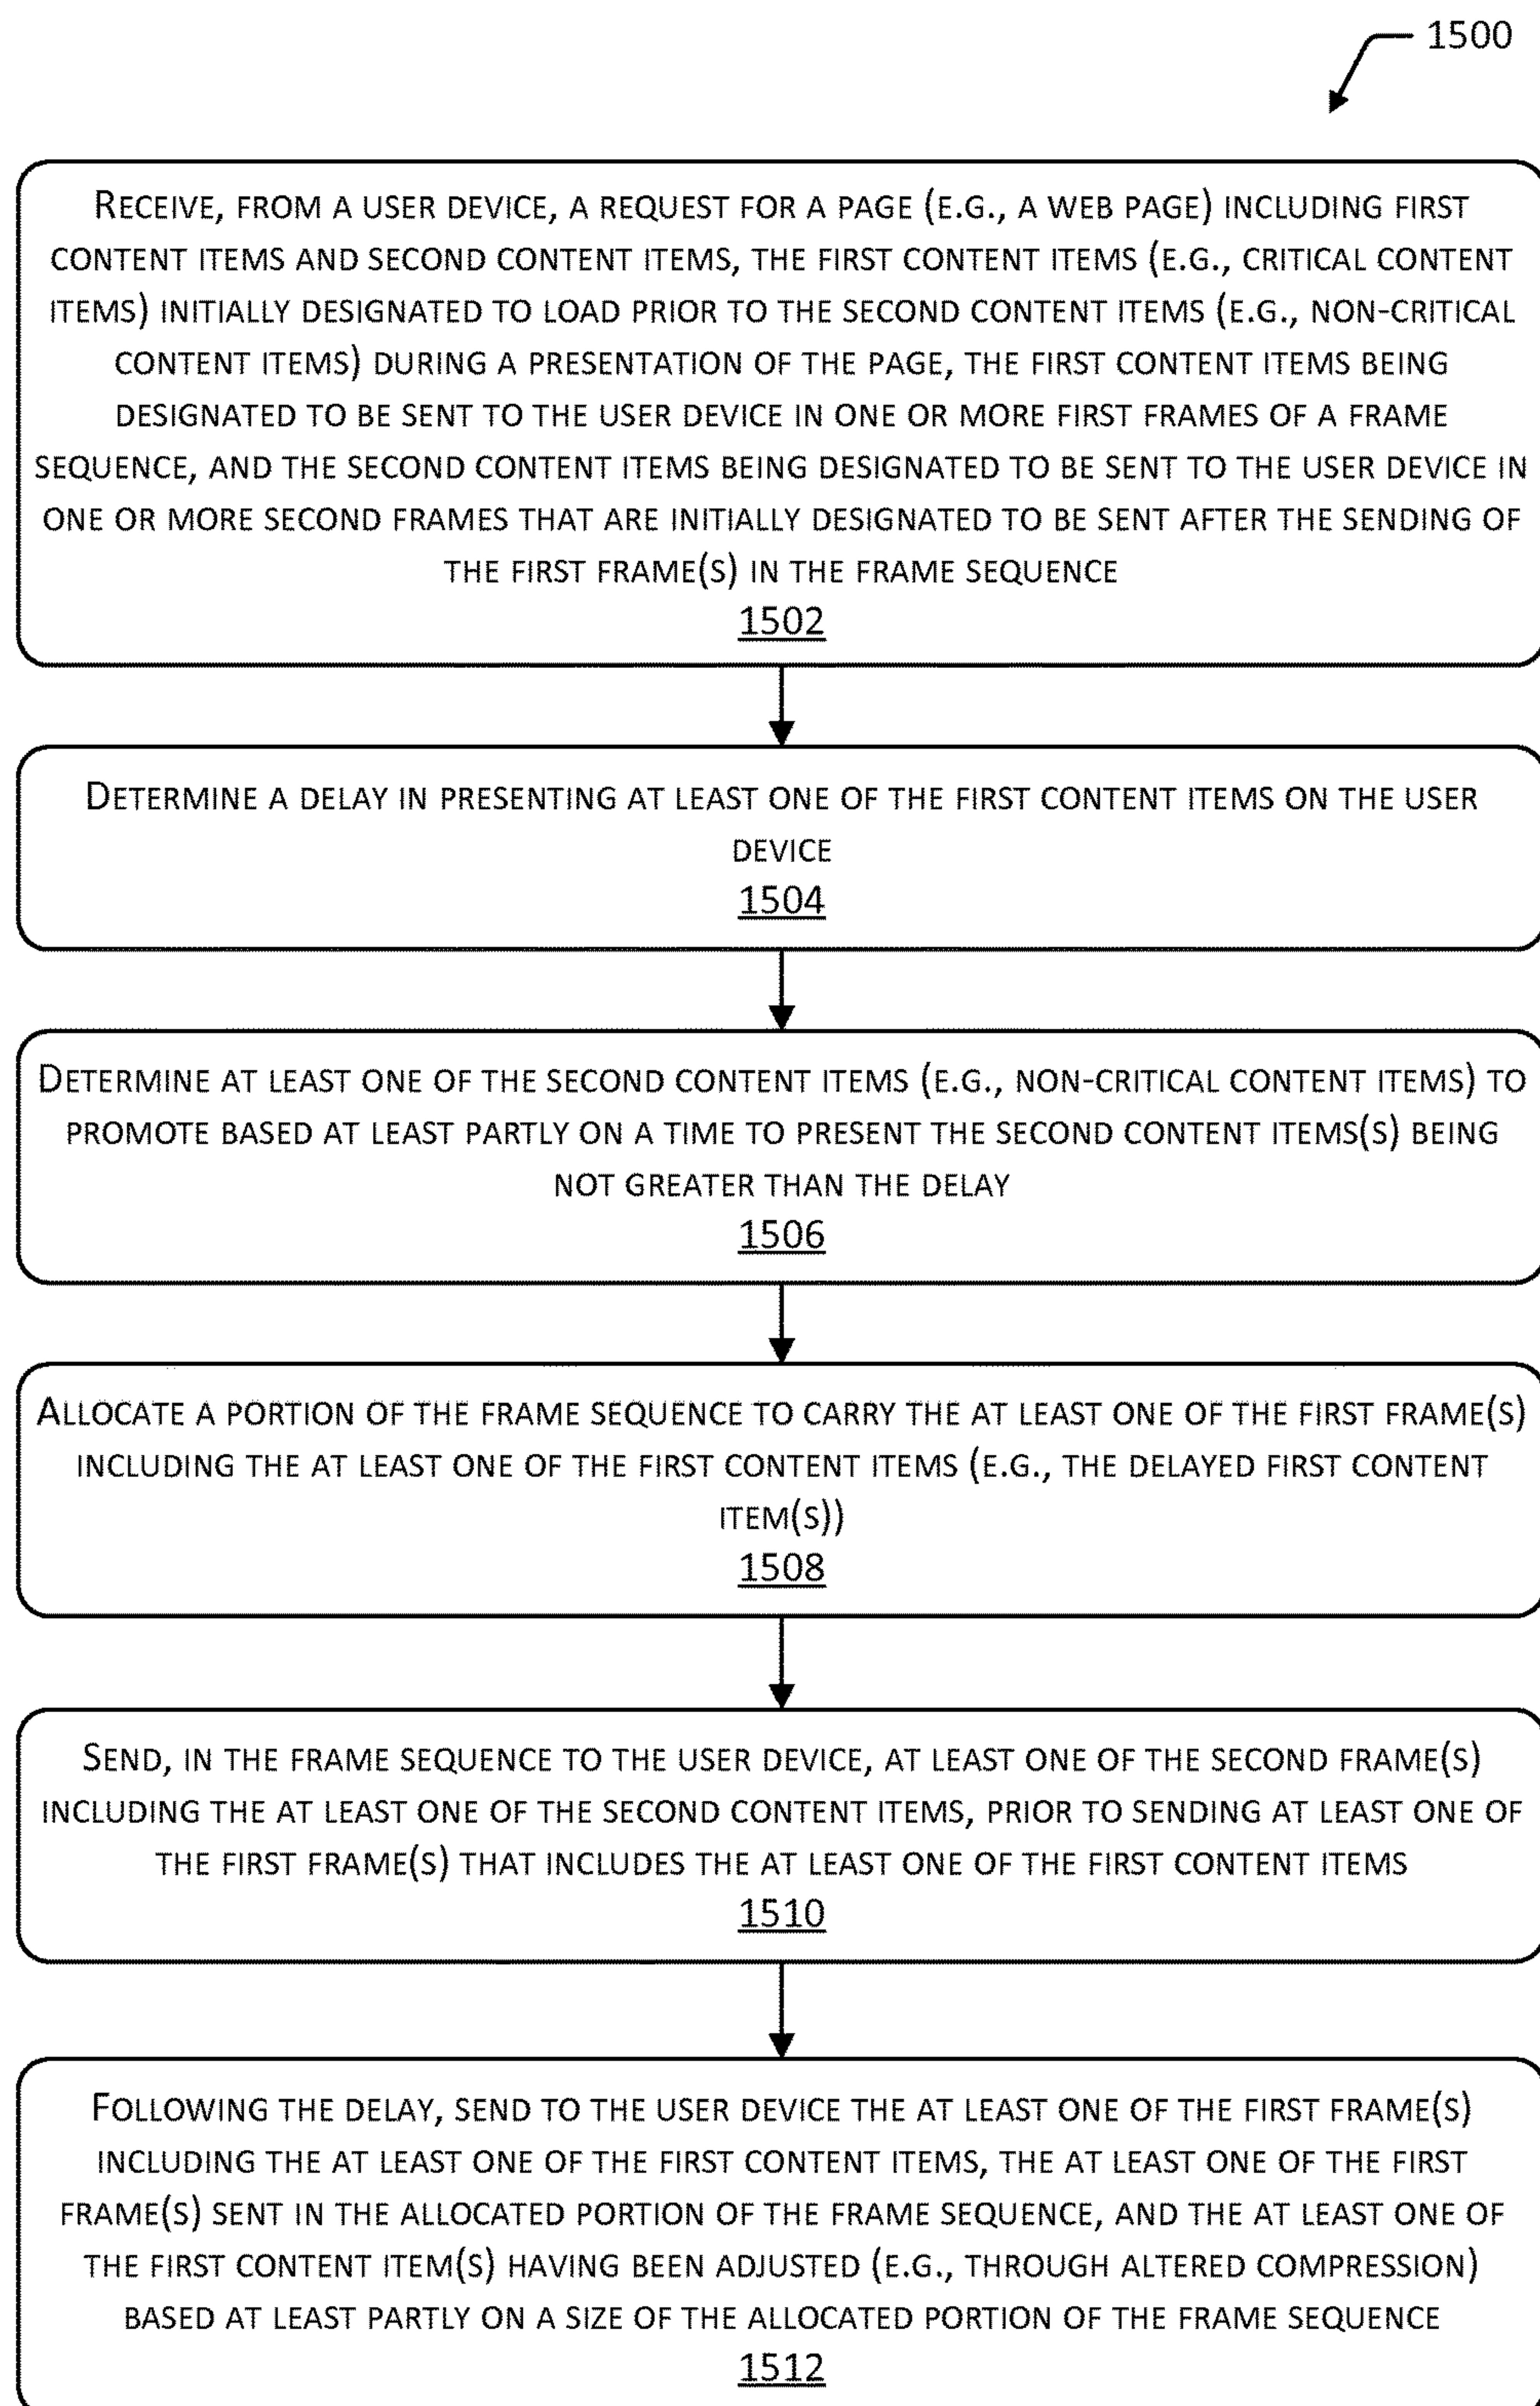 1500
RECEIVE, FROM A USER DEVICE, A REQUEST FOR A PAGE (E.G., A WEB PAGE) INCLUDING FIRST
CONTENT ITEMS AND SECOND CONTENT ITEMS, THE FIRST CONTENT ITEMS (E.G., CRITICAL CONTENT
ITEMS) INITIALLY DESIGNATED TO LOAD PRIOR TO THE SECOND CONTENT ITEMS (E.G., NON-CRITICAL
CONTENT ITEMS) DURING A PRESENTATION OF THE PAGE, THE FIRST CONTENT ITEMS BEING
DESIGNATED TO BE SENT TO THE USER DEVICE IN ONE OR MORE FIRST FRAMES OF A FRAME
SEQUENCE, AND THE SECOND CONTENT ITEMS BEING DESIGNATED TO BE SENT TO THE USER DEVICE IN
ONE OR MORE SECOND FRAMES THAT ARE INITIALLY DESIGNATED TO BE SENT AFTER THE SENDING OF
THE FIRST FRAME(S) IN THE FRAME SEQUENCE
1502
DETERMINE A DELAY IN PRESENTING AT LEAST ONE OF THE FIRST CONTENT ITEMS ON THE USER
DEVICE
1504
DETERMINE AT LEAST ONE OF THE SECOND CONTENT ITEMS (E.G., NON-CRITICAL CONTENT ITEMS) TO
PROMOTE BASED AT LEAST PARTLY ON A TIME TO PRESENT THE SECOND CONTENT ITEMS(S) BEING
NOT GREATER THAN THE DELAY
1506
ALLOCATE A PORTION OF THE FRAME SEQUENCE TO CARRY THE AT LEAST ONE OF THE FIRST FRAME(S)
INCLUDING THE AT LEAST ONE OF THE FIRST CONTENT ITEMS (E.G., THE DELAYED FIRST CONTENT
ITEM(S))
1508
SEND, IN THE FRAME SEQUENCE TO THE USER DEVICE, AT LEAST ONE OF THE SECOND FRAME(S)
INCLUDING THE AT LEAST ONE OF THE SECOND CONTENT ITEMS, PRIOR TO SENDING AT LEAST ONE OF
THE FIRST FRAME(S) THAT INCLUDES THE AT LEAST ONE OF THE FIRST CONTENT ITEMS
1510
FOLLOWING THE DELAY, SEND TO THE USER DEVICE THE AT LEAST ONE OF THE FIRST FRAME(S)
INCLUDING THE AT LEAST ONE OF THE FIRST CONTENT ITEMS, THE AT LEAST ONE OF THE FIRST
FRAME(S) SENT IN THE ALLOCATED PORTION OF THE FRAME SEQUENCE, AND THE AT LEAST ONE OF
THE FIRST CONTENT ITEM(S) HAVING BEEN ADJUSTED (E.G., THROUGH ALTERED COMPRESSION)
BASED AT LEAST PARTLY ON A SIZE OF THE ALLOCATED PORTION OF THE FRAME SEQUENCE
1512